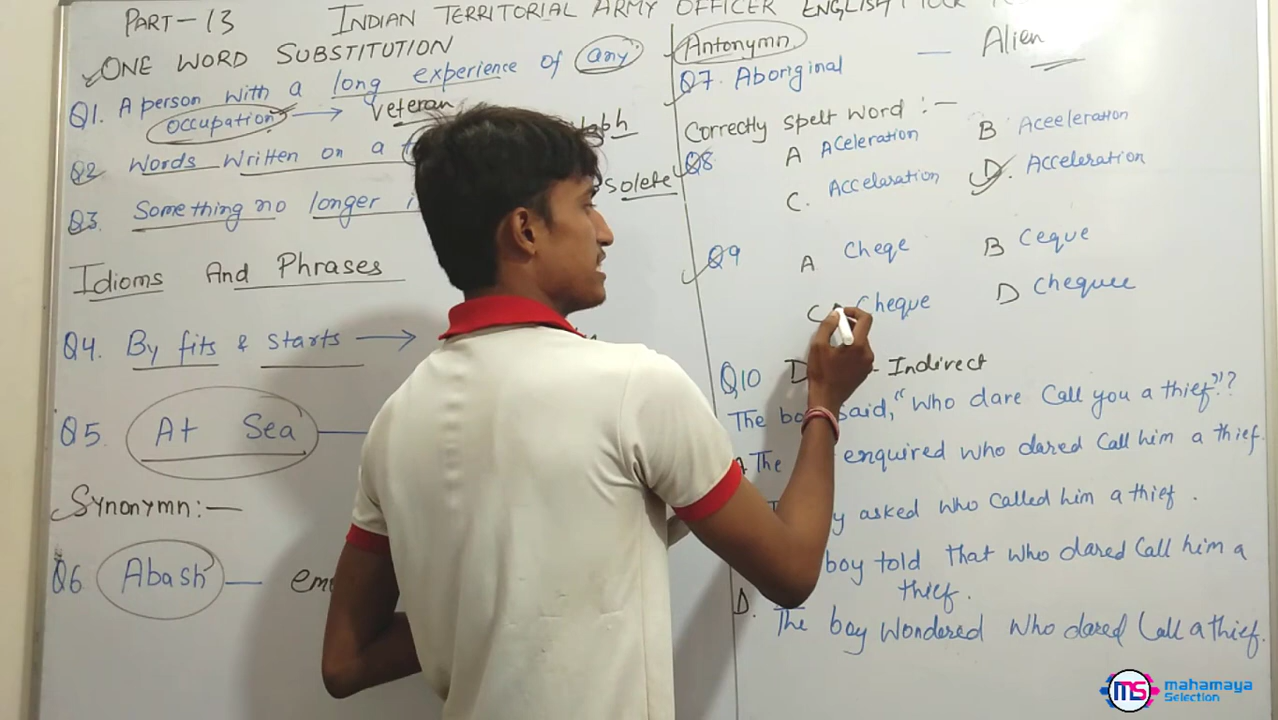 PART-13 INDIAN TERRITORIAL ARMY OFFICER ENGLISH MOCK
ONE WORD SUBSTITUTION
Q1. A person with a long experience of any
occupation → Veteran
Q2 Words written on a
Q3. Something no longer
solete
Idioms And Phrases
Q4. By fits & starts →
Q5. At Sea —
Synonymn:—
Q6 Abash —
Antonymn
Q7. Aboriginal — Alien
Correctly spelt word :—
Q8 A Aceleration B Aceeleration
C. Accelaration D. Acceleration
Q9 A Cheqe B Ceque
C Cheque D Chequee
Q10 Indirect
The boy said, "who dare call you a thief"?
A The enquired who dared call him a thief.
asked who called him a thief.
boy told that who dared call him a
thief.
D. The boy wondered who dared call a thief.
MS mahamaya
Selection